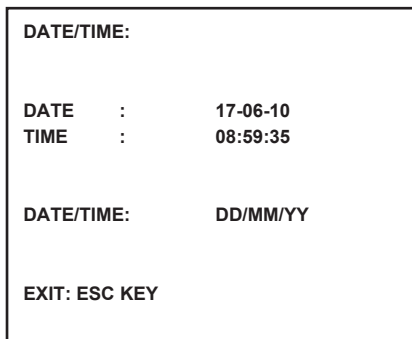 DATE/TIME:
DATE : 17-06-10
TIME : 08:59:35
DATE/TIME: DD/MM/YY
EXIT: ESC KEY